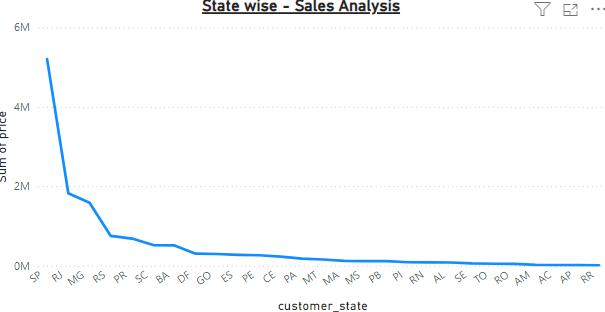 State wise - Sales Analysis
6M
4M
2M
0M
Sum of price
SP RJ MG RS PR SC BA DF GO ES PE CE PA MT MA MS PB PI RN AL SE TO RO AM AC AP RR
customer_state